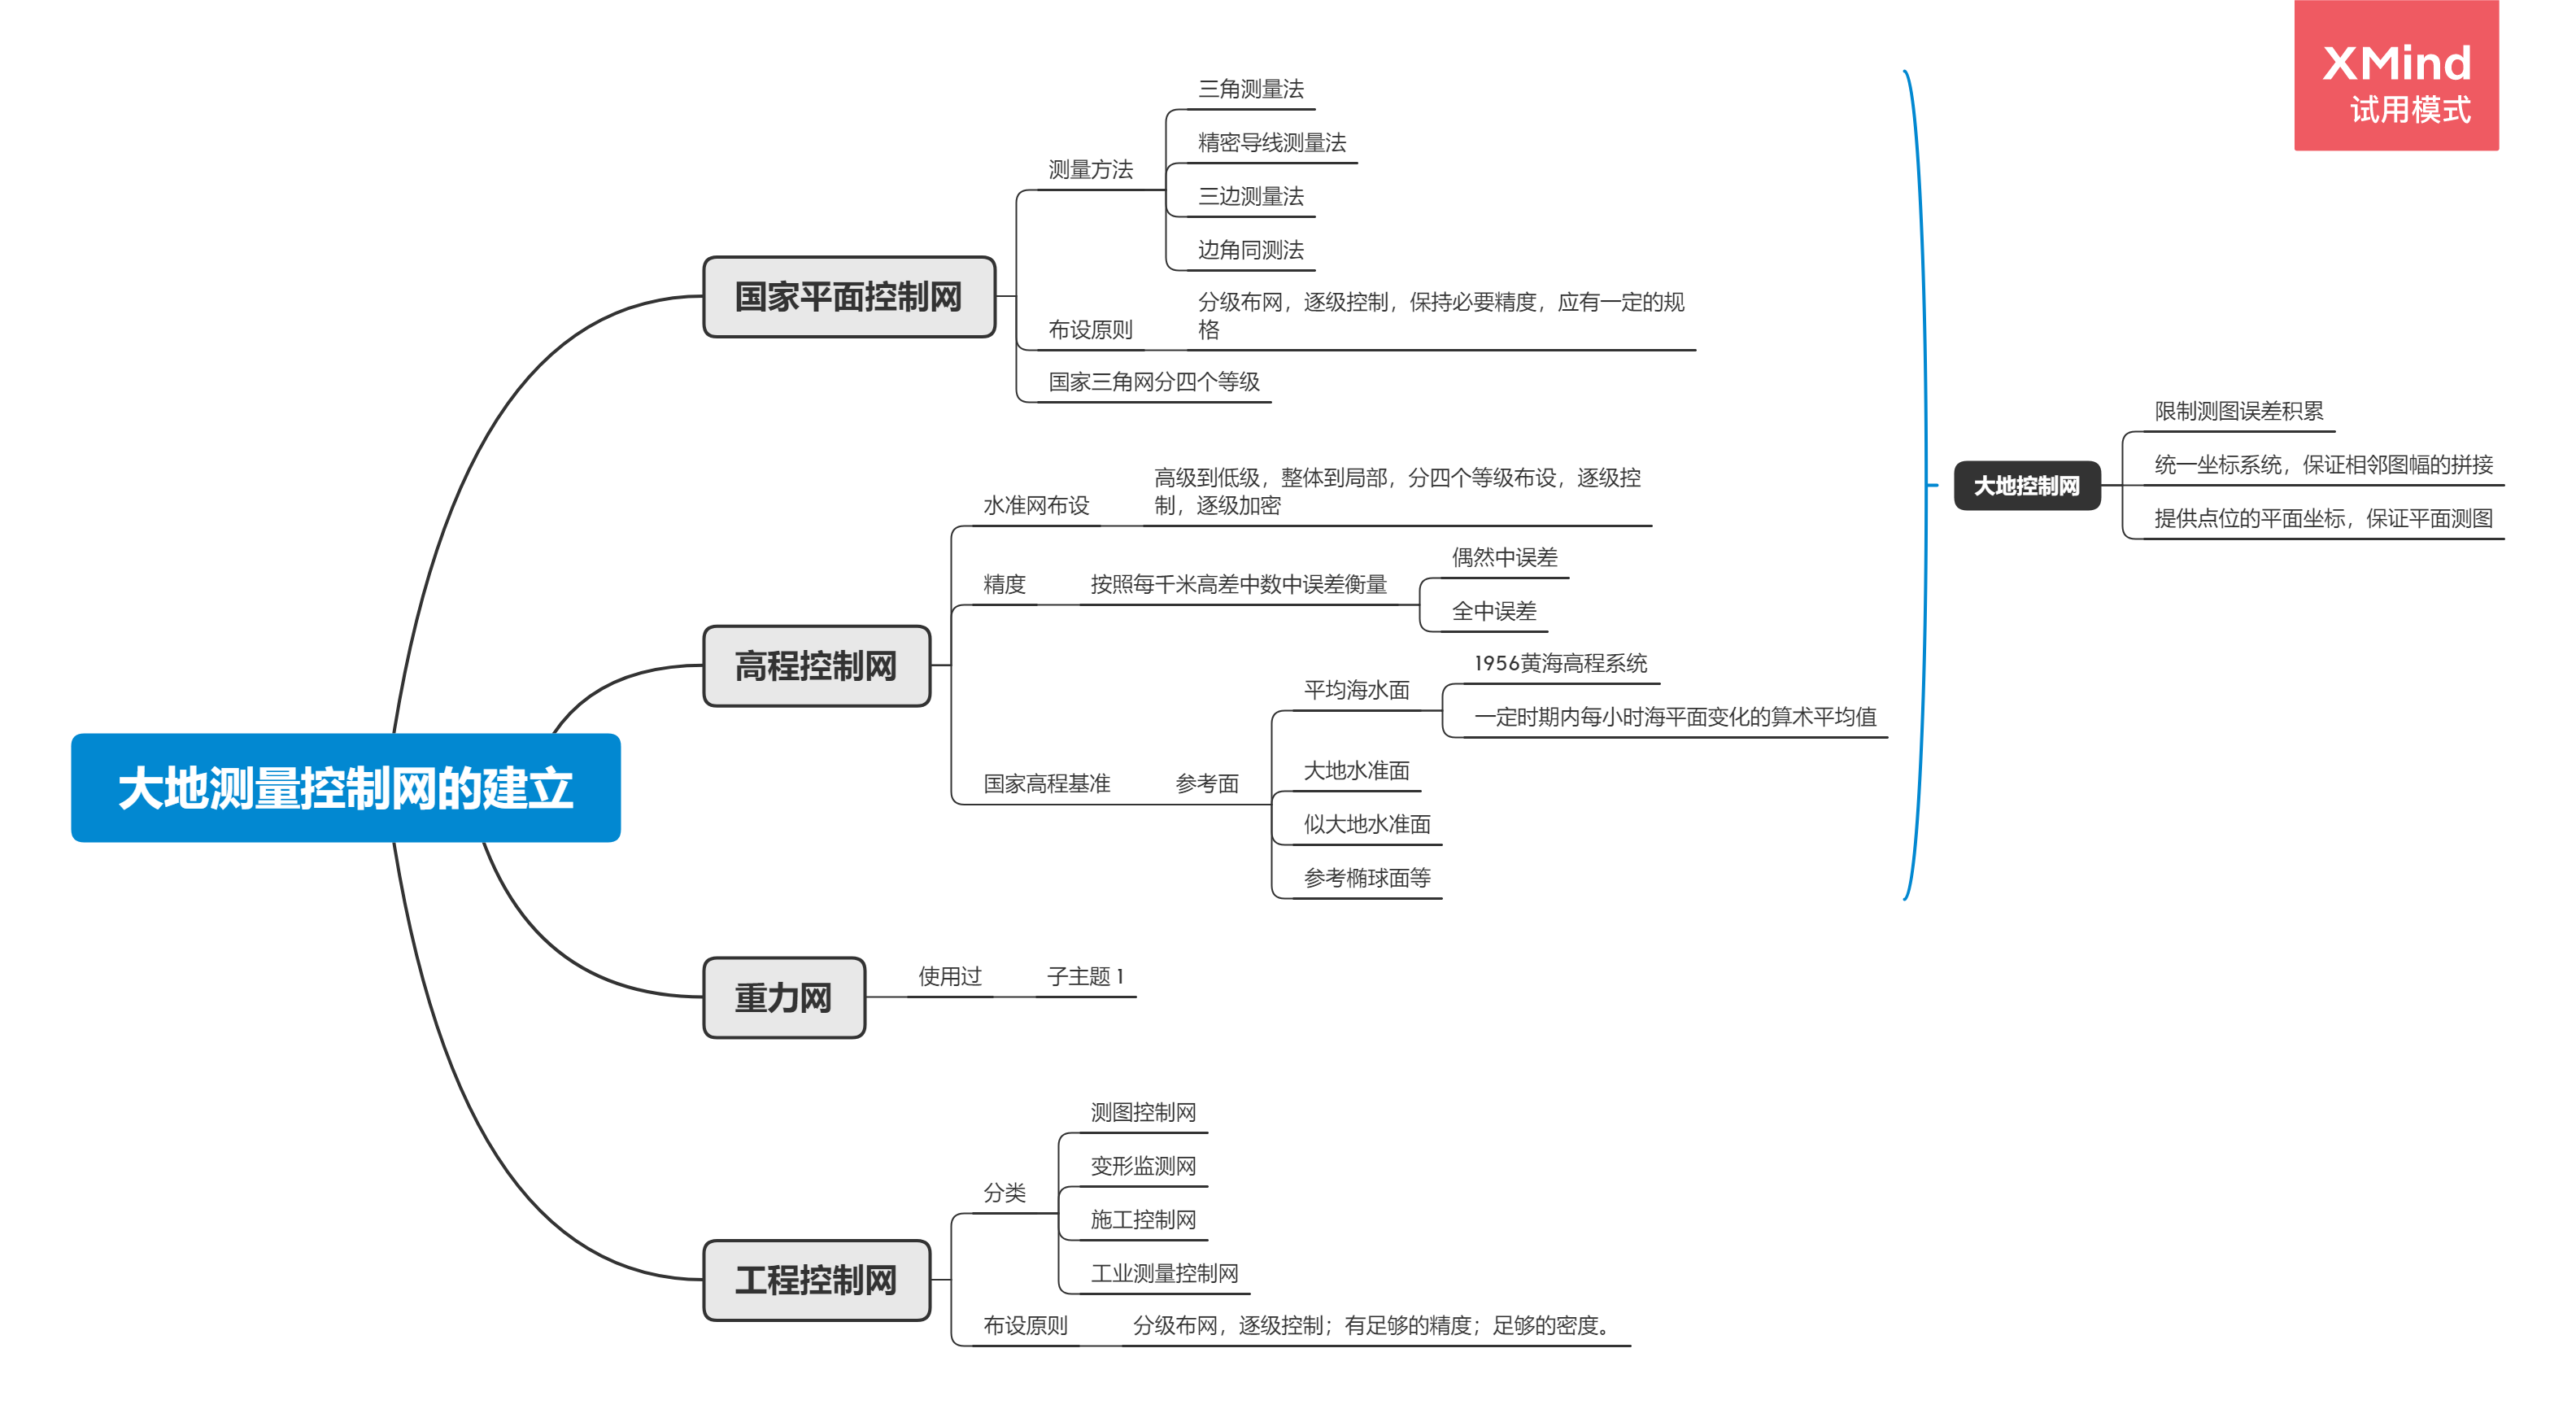 XMind
试用模式
大地测量控制网的建立
国家平面控制网
测量方法
三角测量法
精密导线测量法
三边测量法
边角同测法
布设原则
分级布网，逐级控制，保持必要精度，应有一定的规
格
国家三角网分四个等级
高程控制网
水准网布设
高级到低级，整体到局部，分四个等级布设，逐级控
制，逐级加密
精度
按照每千米高差中数中误差衡量
偶然中误差
全中误差
国家高程基准
参考面
平均海水面
1956黄海高程系统
一定时期内每小时海平面变化的算术平均值
大地水准面
似大地水准面
参考椭球面等
大地控制网
限制测图误差积累
统一坐标系统，保证相邻图幅的拼接
提供点位的平面坐标，保证平面测图
重力网
使用过
子主题 1
工程控制网
分类
测图控制网
变形监测网
施工控制网
工业测量控制网
布设原则
分级布网，逐级控制；有足够的精度；足够的密度。